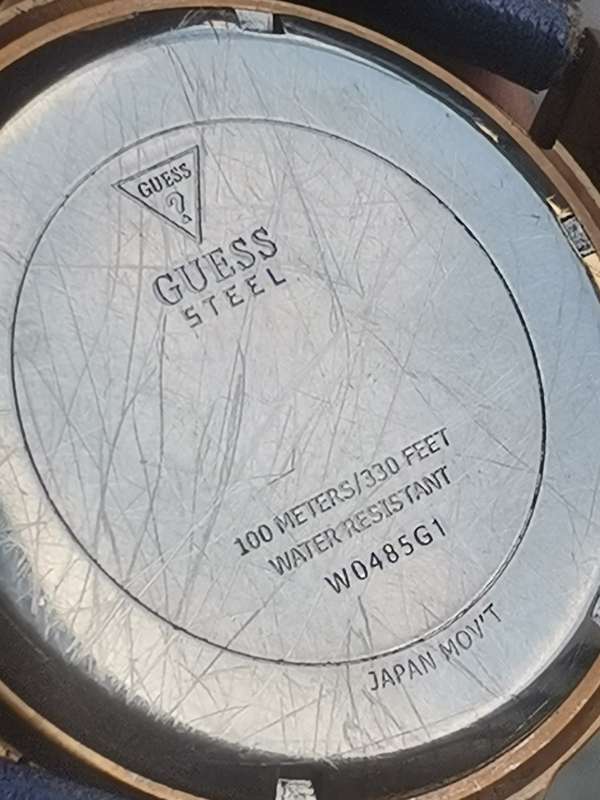 GUESS
?
GUESS
STEEL
100 METERS/330 FEET
WATER RESISTANT
W0485G1
JAPAN MOV'T